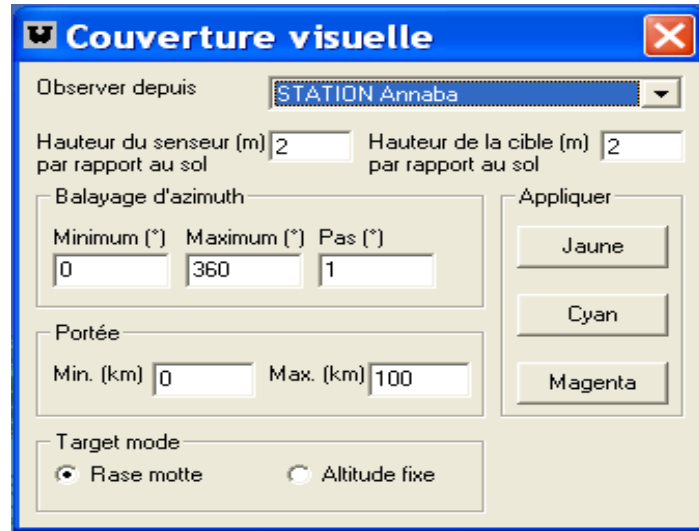 Couverture visuelle
Observer depuis STATION Annaba
Hauteur du senseur (m) 2 Hauteur de la cible (m) 2
par rapport au sol par rapport au sol
Balayage d'azimuth Appliquer
Minimum (°) Maximum (°) Pas (°) Jaune
0 360 1
Cyan
Portée
Min. (km) 0 Max. (km) 100 Magenta
Target mode
Rase motte Altitude fixe